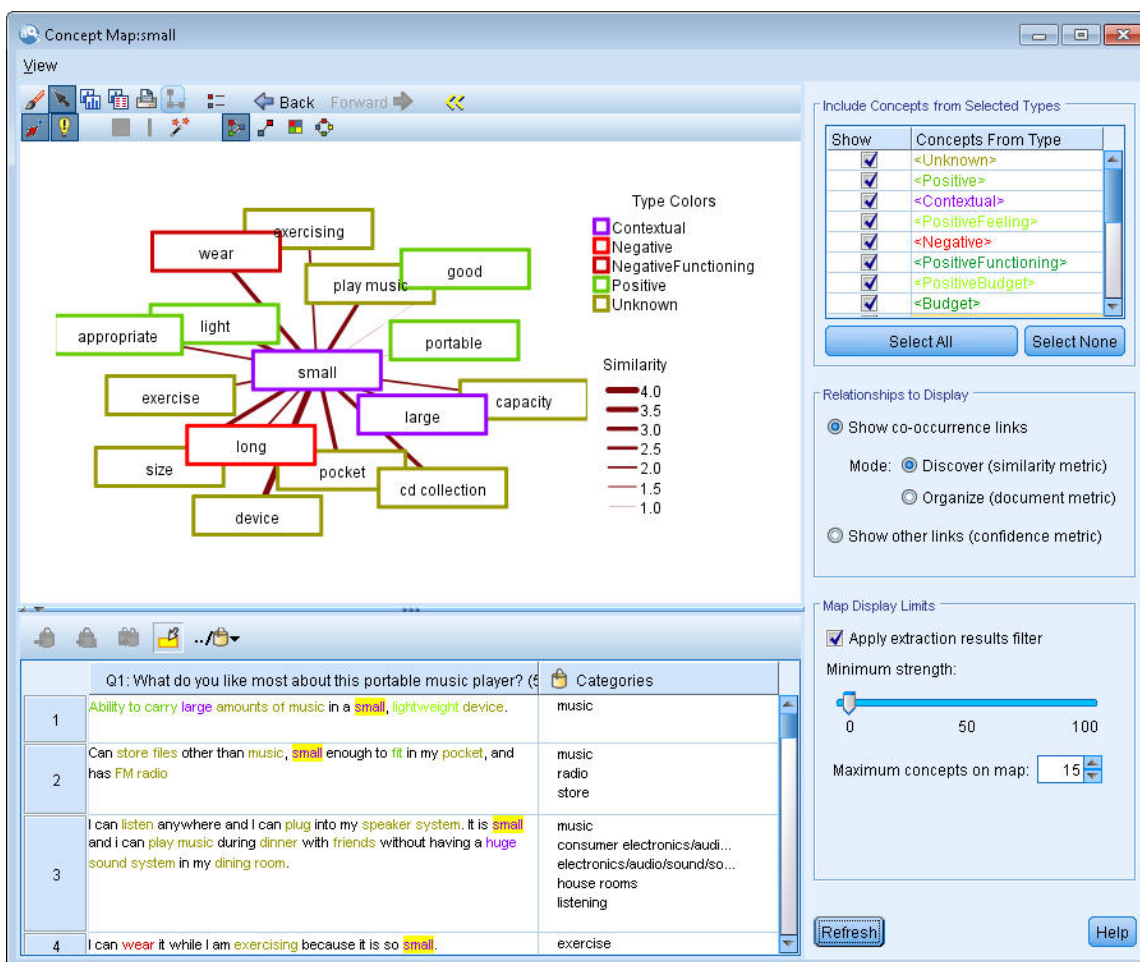 Concept Map:small
View
Back Forward
exercising
wear
good
play music
light
appropriate
portable
small
exercise
capacity
large
long
size
pocket
cd collection
device
Type Colors
Contextual
Negative
NegativeFunctioning
Positive
Unknown
Similarity
4.0
3.5
3.0
2.5
2.0
1.5
1.0
Include Concepts from Selected Types
Show Concepts From Type
<Unknown>
<Positive>
<Contextual>
<PositiveFeeling>
<Negative>
<PositiveFunctioning>
<PositiveBudget>
<Budget>
Select All Select None
Relationships to Display
Show co-occurrence links
Mode: Discover (similarity metric)
Organize (document metric)
Show other links (confidence metric)
Map Display Limits
Apply extraction results filter
Minimum strength:
0 50 100
Maximum concepts on map: 15
Refresh Help
../
Q1: What do you like most about this portable music player? (5 Categories
1
Ability to carry large amounts of music in a small, lightweight device.
music
2
Can store files other than music, small enough to fit in my pocket, and
has FM radio
music
radio
store
3
I can listen anywhere and I can plug into my speaker system. It is small
and i can play music during dinner with friends without having a huge
sound system in my dining room.
music
consumer electronics/audi...
electronics/audio/sound/so...
house rooms
listening
4
I can wear it while I am exercising because it is so small.
exercise